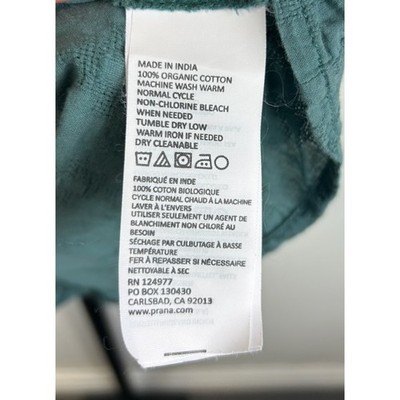 MADE IN INDIA
100% ORGANIC COTTON
MACHINE WASH WARM
NORMAL CYCLE
NON-CHLORINE BLEACH
WHEN NEEDED
TUMBLE DRY LOW
WARM IRON IF NEEDED
DRY CLEANABLE
FABRIQUÉ EN INDE
100% COTON BIOLOGIQUE
CYCLE NORMAL CHAUD À LA MACHINE
LAVER À L'ENVERS
UTILISER SEULEMENT UN AGENT DE
BLANCHIMENT NON CHLORÉ AU
BESOIN
SÉCHAGE PAR CULBUTAGE À BASSE
TEMPÉRATURE
FER À REPASSER SI NÉCESSAIRE
NETTOYABLE À SEC
RN 124977
PO BOX 130430
CARLSBAD, CA 92013
www.prana.com